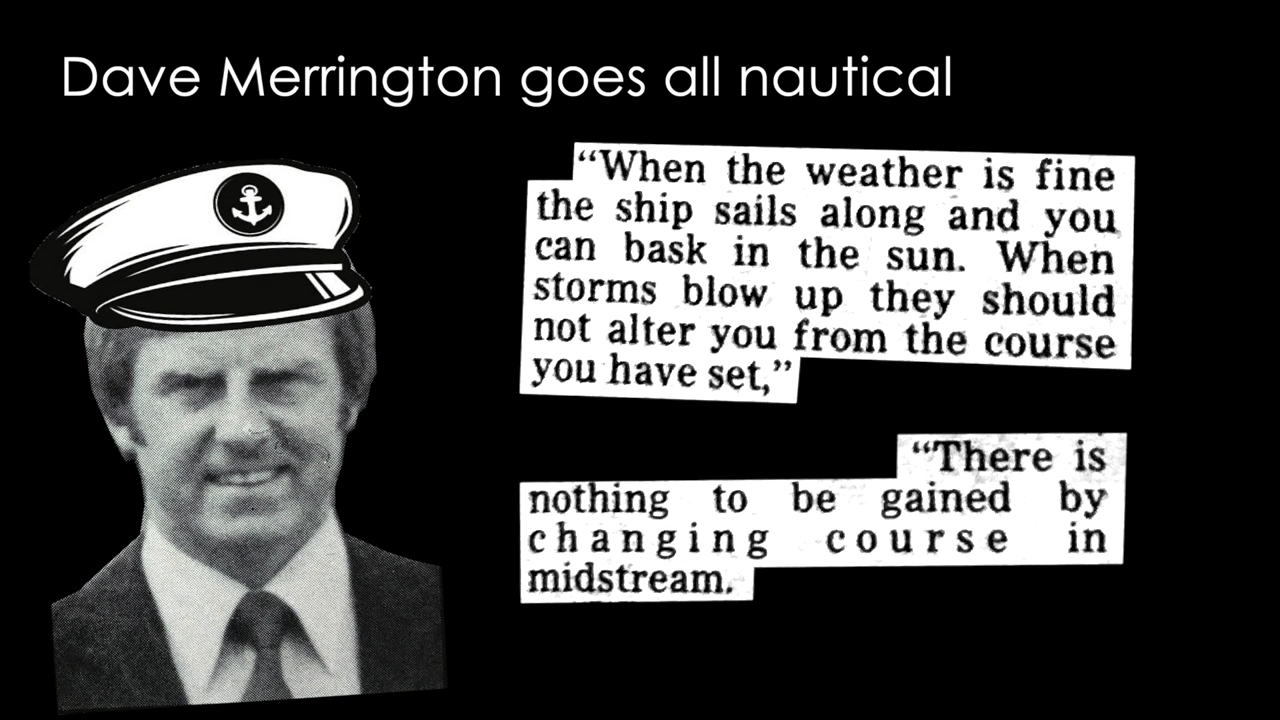 Dave Merrington goes all nautical
“When the weather is fine
the ship sails along and you
can bask in the sun. When
storms blow up they should
not alter you from the course
you have set,”
“There is
nothing to be gained by
changing course in
midstream.